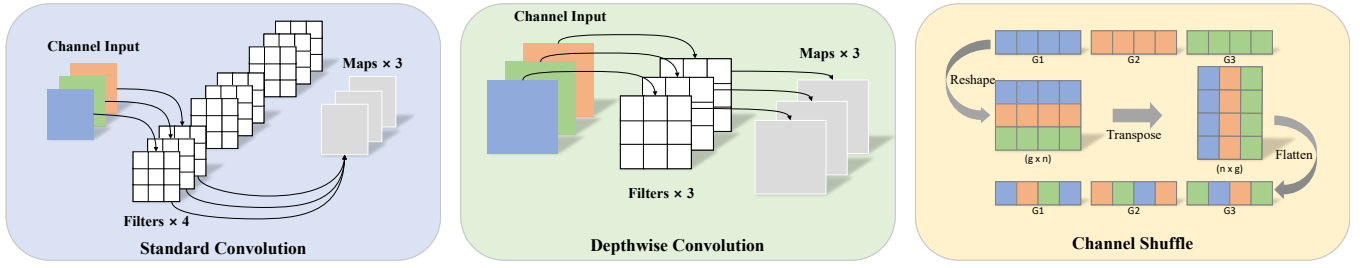 Channel Input
Maps × 3
Filters × 4
Standard Convolution
Channel Input
Maps × 3
Filters × 3
Depthwise Convolution
G1 G2 G3
Reshape
Transpose
(g x n)
(n x g)
Flatten
G1 G2 G3
Channel Shuffle